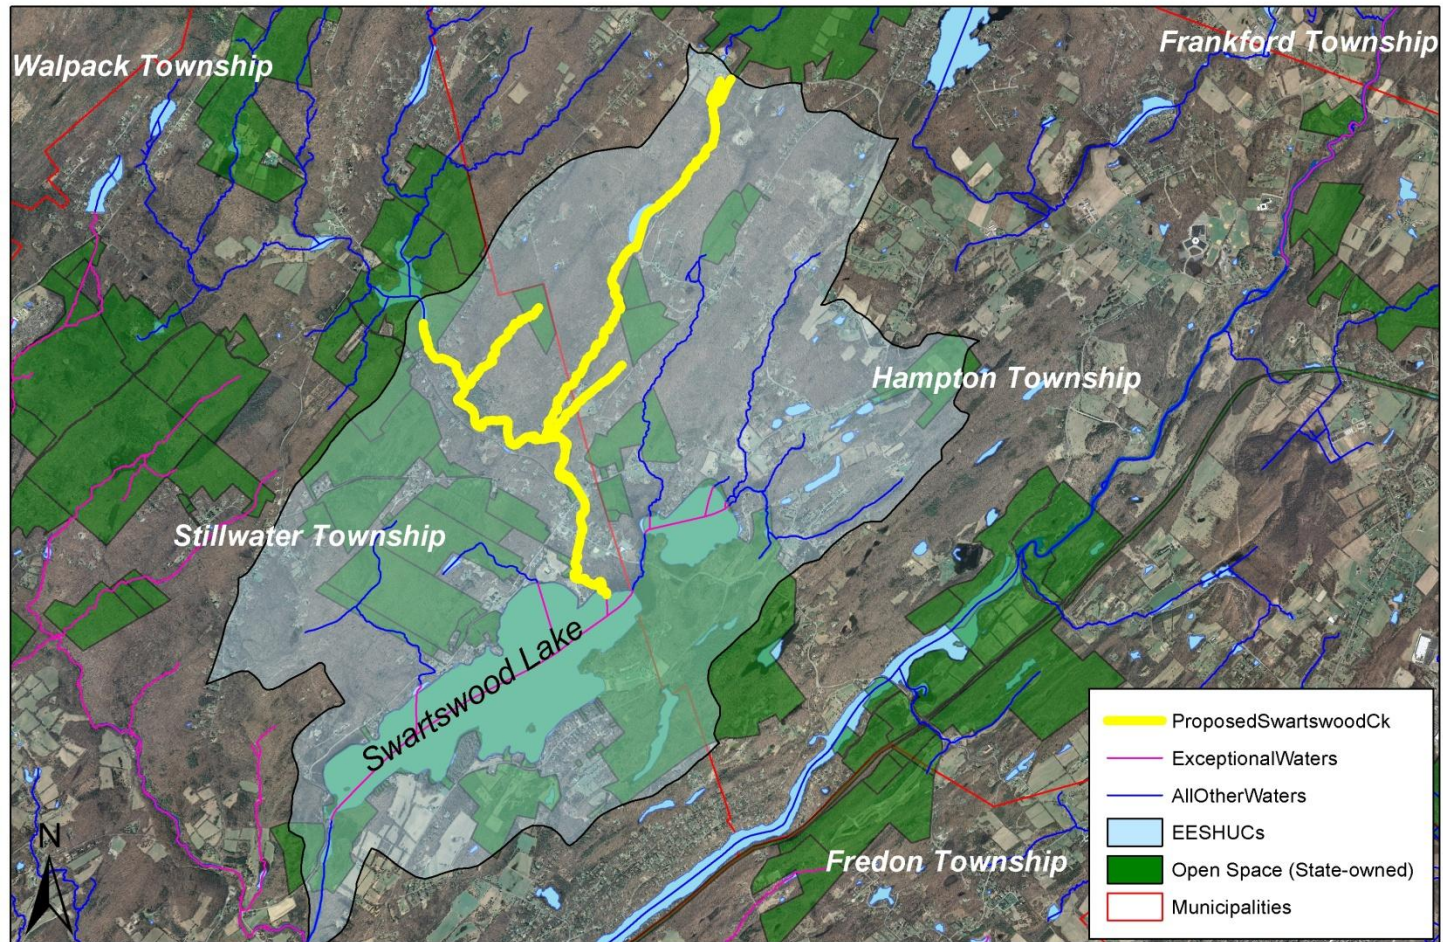 Walpack Township
Frankford Township
Hampton Township
Stillwater Township
Swartswood Lake
Fredon Township
N
ProposedSwartswoodCk
ExceptionalWaters
AllOtherWaters
EESHUCs
Open Space (State-owned)
Municipalities